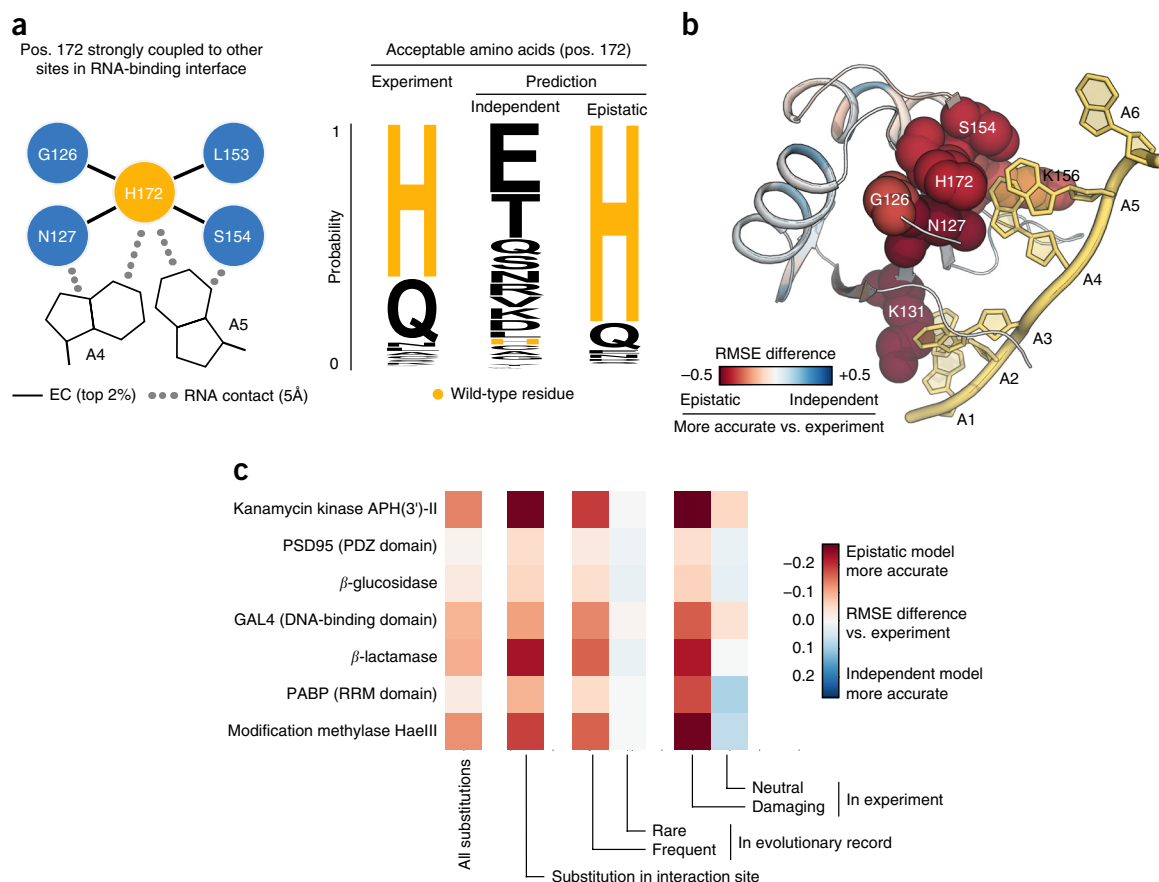 a
Pos. 172 strongly coupled to other
sites in RNA-binding interface
G126
L153
H172
N127
S154
A4
A5
EC (top 2%)
RNA contact (5Å)
Acceptable amino acids (pos. 172)
Experiment
Prediction
Independent
Epistatic
Probability
1
0
H
Q
E
T
Q
S
N
R
V
K
D
H
Q
Wild-type residue
b
S154
A6
H172
K156
G126
A5
N127
A4
K131
A3
A2
A1
RMSE difference
–0.5
+0.5
Epistatic
Independent
More accurate vs. experiment
c
Kanamycin kinase APH(3')-II
PSD95 (PDZ domain)
β-glucosidase
GAL4 (DNA-binding domain)
β-lactamase
PABP (RRM domain)
Modification methylase HaeIII
–0.2
–0.1
0.0
0.1
0.2
Epistatic model
more accurate
RMSE difference
vs. experiment
Independent model
more accurate
All substitutions
Neutral
Damaging
In experiment
Rare
Frequent
In evolutionary record
Substitution in interaction site